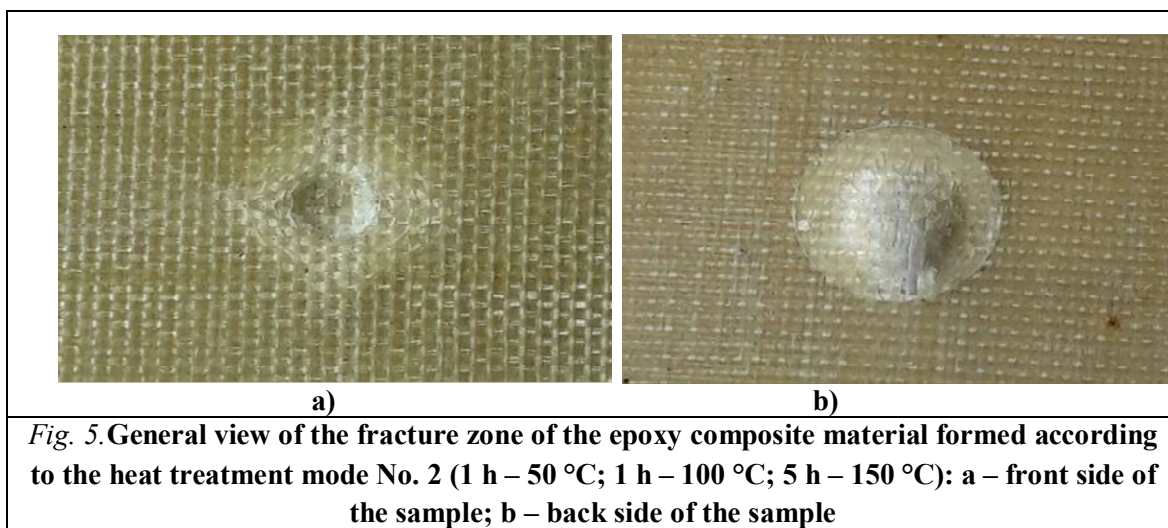 a)
b)
Fig. 5.General view of the fracture zone of the epoxy composite material formed according
to the heat treatment mode No. 2 (1 h – 50 °C; 1 h – 100 °C; 5 h – 150 °C): a – front side of
the sample; b – back side of the sample